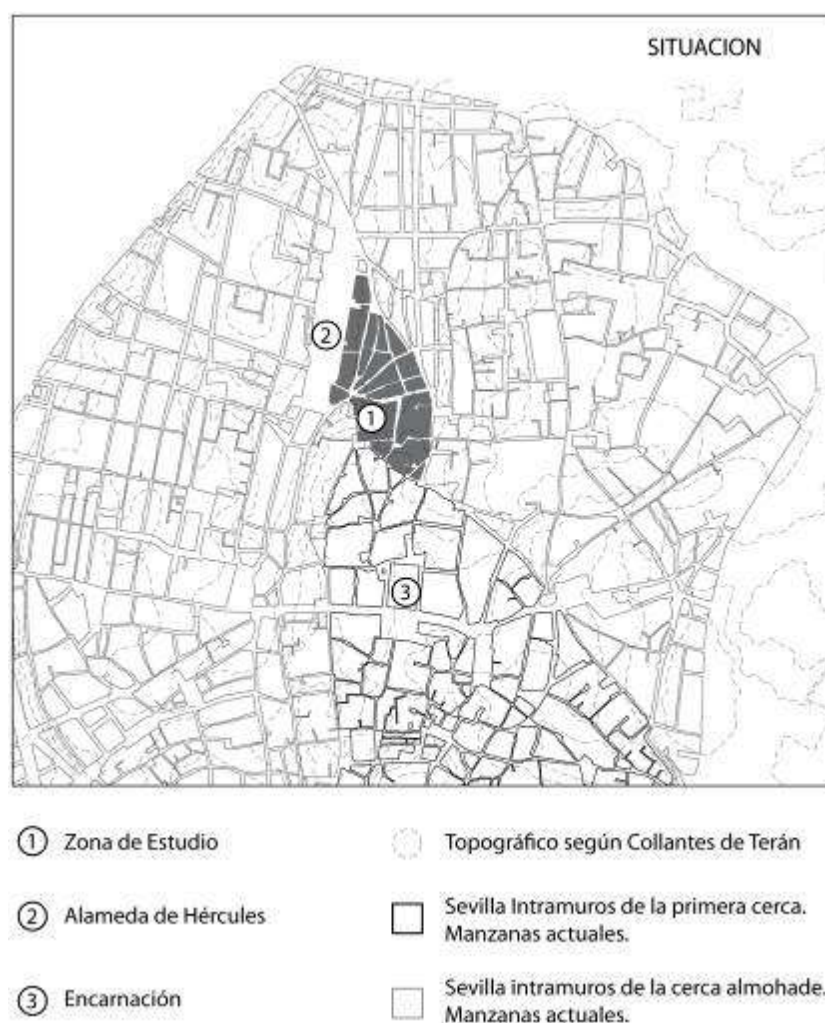 SITUACION
2
1
3
1 Zona de Estudio
Topográfico según Collantes de Terán
2 Alameda de Hércules
Sevilla Intramuros de la primera cerca.
Manzanas actuales.
3 Encarnación
Sevilla intramuros de la cerca almohade.
Manzanas actuales.